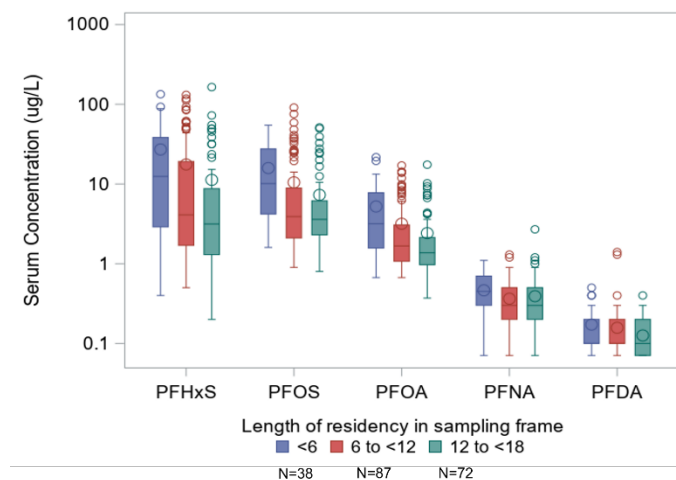 Serum Concentration (ug/L)
1000
100
10
1
0.1
PFHxS PFOS PFOA PFNA PFDA
Length of residency in sampling frame
<6 6 to <12 12 to <18
N=38 N=87 N=72